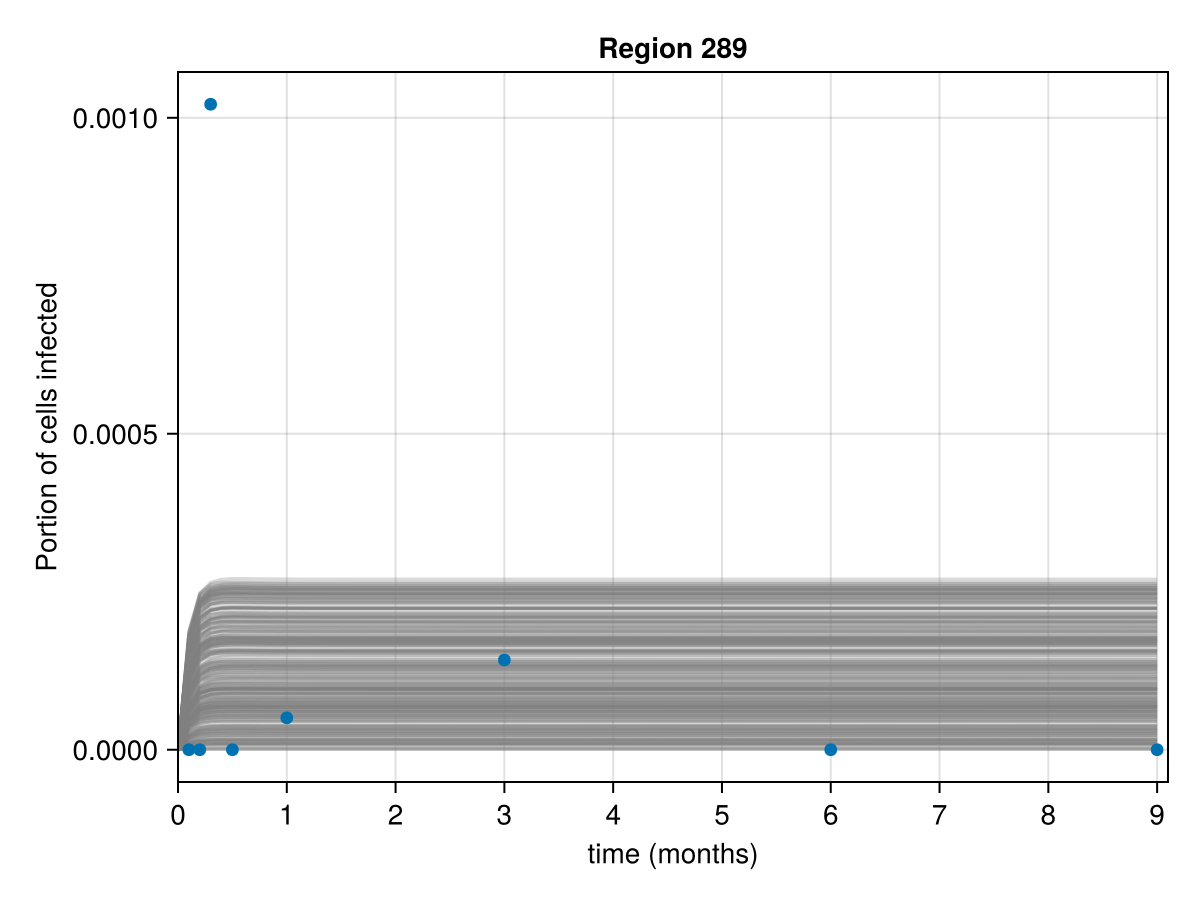 Region 289
0.0010
0.0005
0.0000
Portion of cells infected
0 1 2 3 4 5 6 7 8 9
time (months)